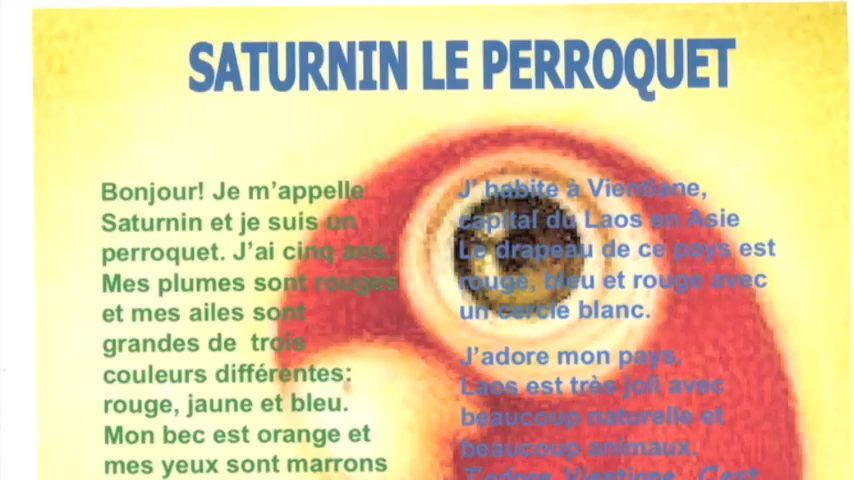 SATURNIN LE PERROQUET
Bonjour! Je m'appelle
Saturnin et je suis un
perroquet. J'ai cinq ans.
Mes plumes sont rouges
et mes ailes sont
grandes de trois
couleurs différentes:
rouge, jaune et bleu.
Mon bec est orange et
mes yeux sont marrons
J' habite à Vientiane,
capital du Laos en Asie
Le drapeau de ce pays est
rouge, bleu et rouge avec
un cercle blanc.
J'adore mon pays.
Laos est très joli avec
beaucoup naturelle et
beaucoup animaux.
J'adore Vientiane. C'est